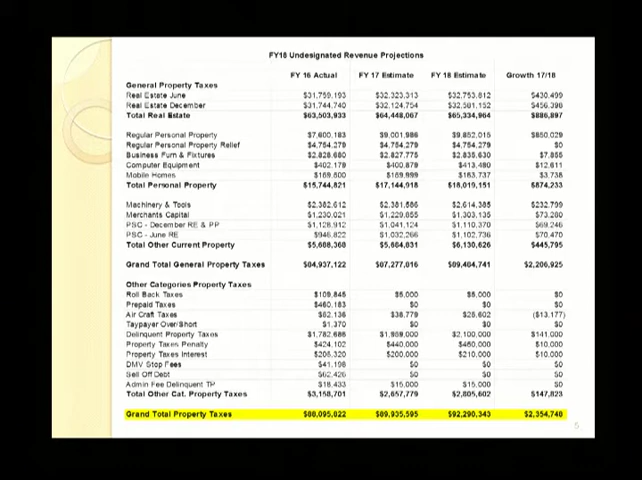 FY18 Undesignated Revenue Projections
FY 16 Actual FY 17 Estimate FY 18 Estimate Growth 17/18
General Property Taxes
Real Estate June $31,759,193 $32,323,313 $32,753,812 $430,499
Real Estate December $31,744,740 $32,124,754 $32,581,152 $456,398
Total Real Estate $63,503,933 $64,448,067 $65,334,964 $886,897
Regular Personal Property $7,600,183 $9,001,986 $9,852,015 $850,029
Regular Personal Property Relief $4,754,279 $4,754,279 $4,754,279 $0
Business Furn & Fixtures $2,828,680 $2,827,775 $2,835,630 $7,855
Computer Equipment $402,179 $400,879 $413,490 $12,611
Mobile Homes $159,500 $159,999 $163,737 $3,738
Total Personal Property $15,744,821 $17,144,918 $18,019,151 $874,233
Machinery & Tools $2,382,612 $2,381,586 $2,614,385 $232,799
Merchants Capital $1,230,021 $1,229,855 $1,303,135 $73,280
PSC - December RE & PP $1,128,912 $1,041,124 $1,110,370 $69,246
PSC - June RE $946,822 $1,032,266 $1,102,736 $70,470
Total Other Current Property $5,688,368 $5,684,831 $6,130,626 $445,795
Grand Total General Property Taxes $84,937,122 $87,277,816 $89,484,741 $2,206,925
Other Categories Property Taxes
Roll Back Taxes $109,845 $5,000 $5,000 $0
Prepaid Taxes $460,183 $0 $0 $0
Air Craft Taxes $82,136 $38,779 $25,602 ($13,177)
Taypayer Over/Short $1,370 $0 $0 $0
Delinquent Property Taxes $1,782,686 $1,959,000 $2,100,000 $141,000
Property Taxes Penalty $424,102 $440,000 $450,000 $10,000
Property Taxes Interest $206,320 $200,000 $210,000 $10,000
DMV Stop Fees $41,198 $0 $0 $0
Sell Off Debt $62,426 $0 $0 $0
Admin Fee Delinquent TP $18,433 $15,000 $15,000 $0
Total Other Cat. Property Taxes $3,158,701 $2,657,779 $2,805,602 $147,823
Grand Total Property Taxes $88,095,822 $89,935,595 $92,290,343 $2,354,748
5